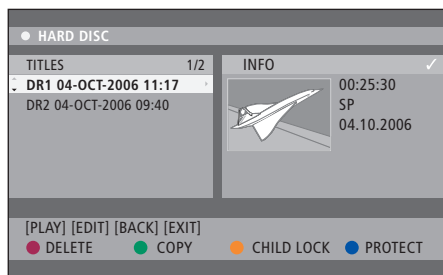 HARD DISC
TITLES 1/2
DR1 04-OCT-2006 11:17
DR2 04-OCT-2006 09:40
INFO
00:25:30
SP
04.10.2006
[PLAY] [EDIT] [BACK] [EXIT]
DELETE COPY CHILD LOCK PROTECT